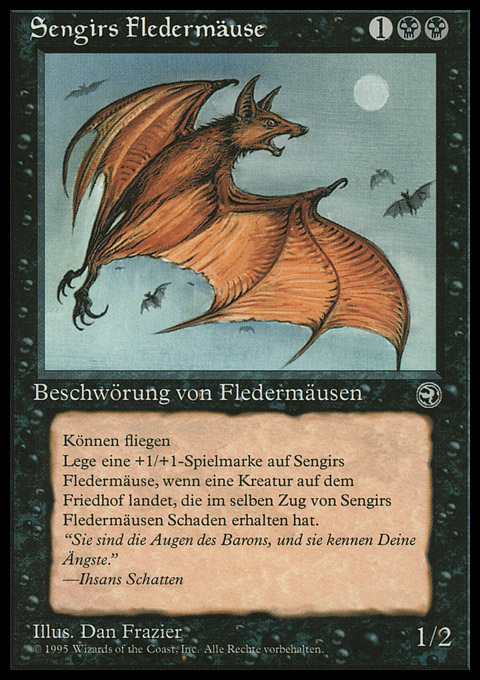 Sengirs Fledermäuse
1
Beschwörung von Fledermäusen
Können fliegen
Lege eine +1/+1-Spielmarke auf Sengirs
Fledermäuse, wenn eine Kreatur auf dem
Friedhof landet, die im selben Zug von Sengirs
Fledermäusen Schaden erhalten hat.
“Sie sind die Augen des Barons, und sie kennen Deine
Ängste.”
—Ihsans Schatten
Illus. Dan Frazier
© 1995 Wizards of the Coast, Inc. Alle Rechte vorbehalten.
1/2